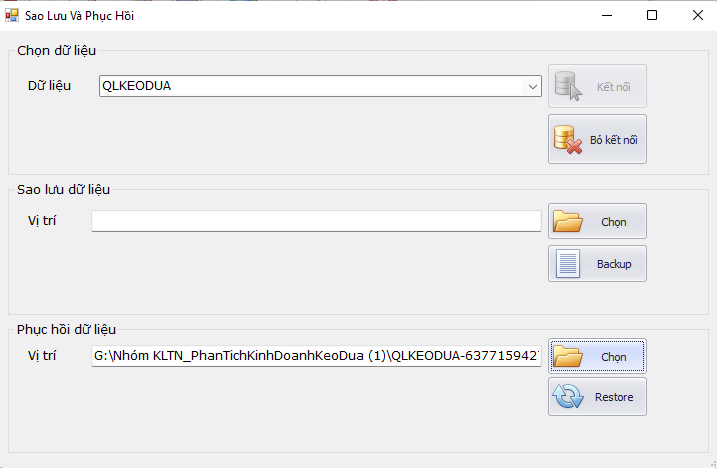 Sao Lưu Và Phục Hồi
Chọn dữ liệu
Dữ liệu
QLKEODUA
Kết nối
Bỏ kết nối
Sao lưu dữ liệu
Vị trí
Chọn
Backup
Phục hồi dữ liệu
Vị trí
G:\Nhóm KLTN_PhanTichKinhDoanhKeoDua (1)\QLKEODUA-637715942
Chọn
Restore